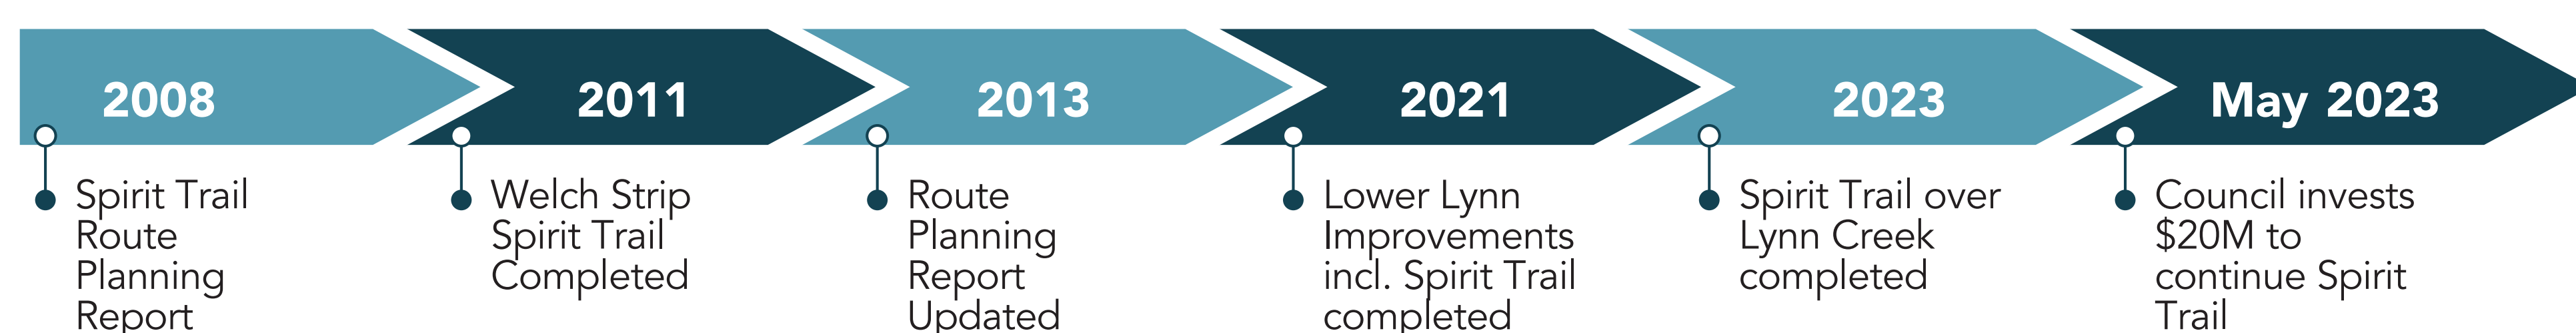 2008
2011
2013
2021
2023
May 2023
Spirit Trail
Route
Planning
Report
Welch Strip
Spirit Trail
Completed
Route
Planning
Report
Updated
Lower Lynn
Improvements
incl. Spirit Trail
completed
Spirit Trail over
Lynn Creek
completed
Council invests
$20M to
continue Spirit
Trail